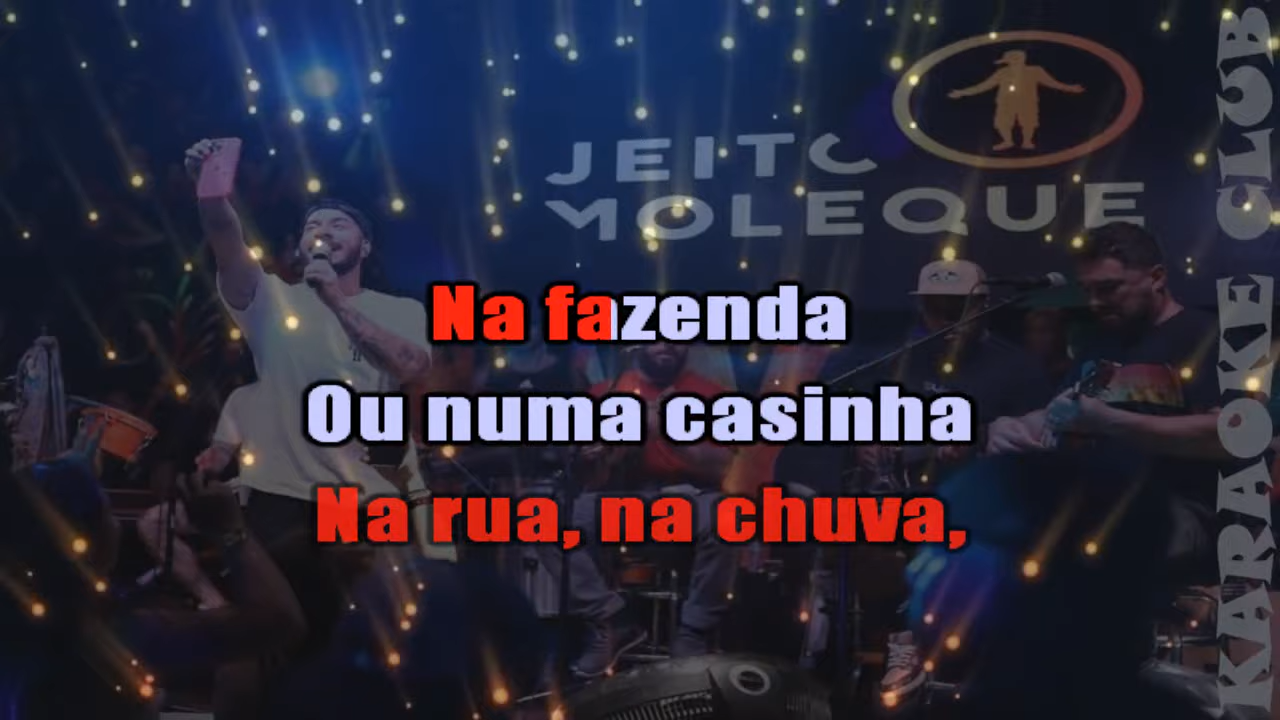 JEITO
MOLEQUE
Na fazenda
Ou numa casinha
Na rua, na chuva,
KARAOKE CLUB